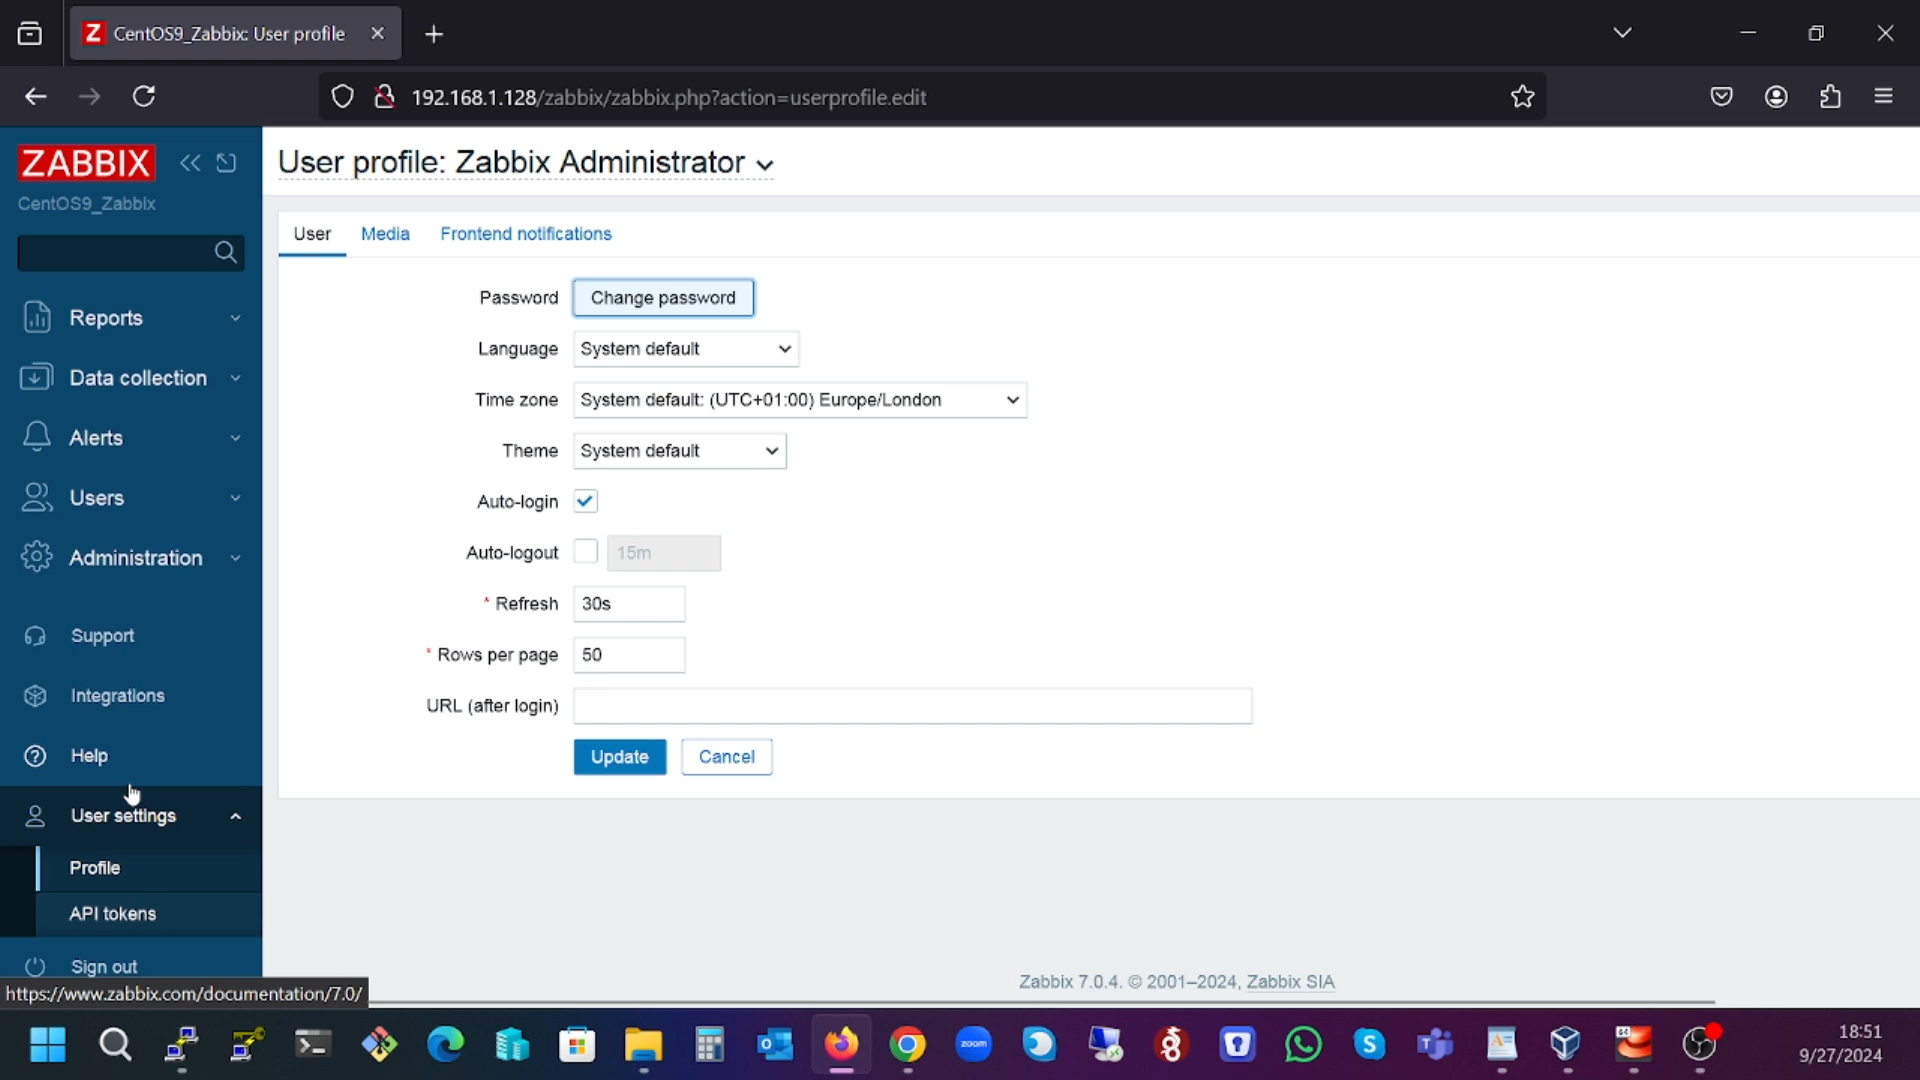 Z CentOS9_Zabbix: User profile
192.168.1.128/zabbix/zabbix.php?action=userprofile.edit
ZABBIX
CentOS9_Zabbix
Reports
Data collection
Alerts
Users
Administration
Support
Integrations
Help
User settings
Profile
API tokens
Sign out
https://www.zabbix.com/documentation/7.0/
User profile: Zabbix Administrator
User Media Frontend notifications
Password Change password
Language System default
Time zone System default: (UTC+01:00) Europe/London
Theme System default
Auto-login
Auto-logout 15m
* Refresh 30s
* Rows per page 50
URL (after login)
Update Cancel
Zabbix 7.0.4. © 2001–2024, Zabbix SIA
zoom
64
18:51
9/27/2024